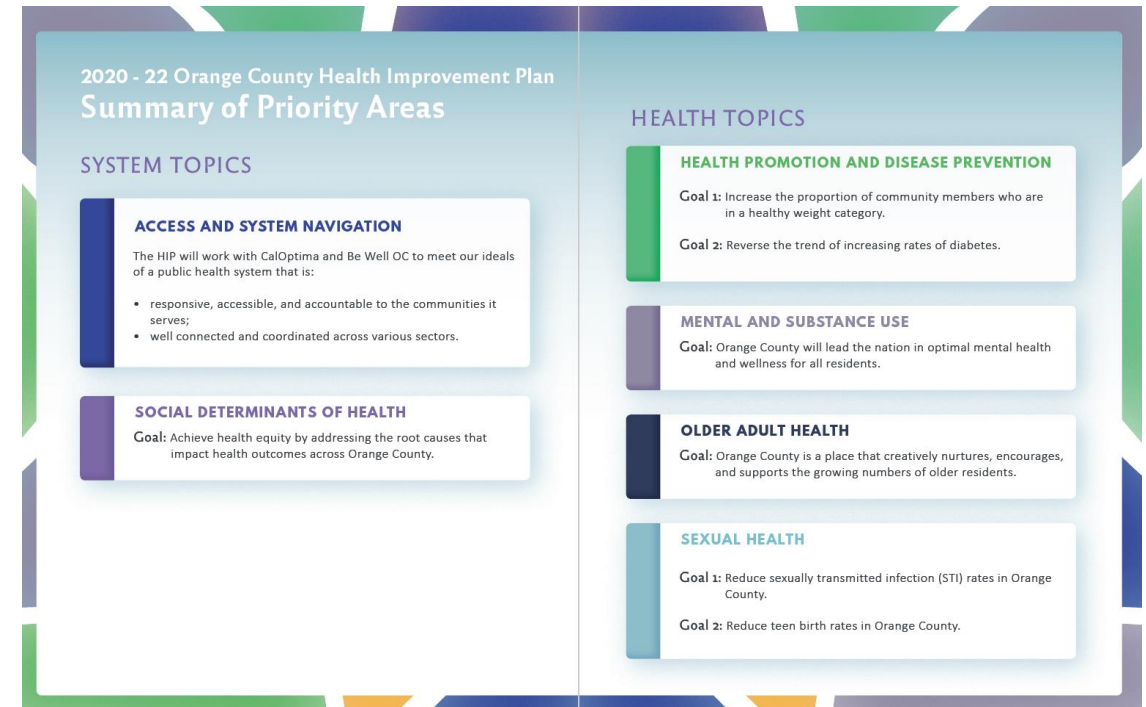 2020 - 22 Orange County Health Improvement Plan
Summary of Priority Areas
SYSTEM TOPICS
ACCESS AND SYSTEM NAVIGATION
The HIP will work with CalOptima and Be Well OC to meet our ideals
of a public health system that is:
• responsive, accessible, and accountable to the communities it
serves;
• well connected and coordinated across various sectors.
SOCIAL DETERMINANTS OF HEALTH
Goal: Achieve health equity by addressing the root causes that
impact health outcomes across Orange County.
HEALTH TOPICS
HEALTH PROMOTION AND DISEASE PREVENTION
Goal 1: Increase the proportion of community members who are
in a healthy weight category.
Goal 2: Reverse the trend of increasing rates of diabetes.
MENTAL AND SUBSTANCE USE
Goal: Orange County will lead the nation in optimal mental health
and wellness for all residents.
OLDER ADULT HEALTH
Goal: Orange County is a place that creatively nurtures, encourages,
and supports the growing numbers of older residents.
SEXUAL HEALTH
Goal 1: Reduce sexually transmitted infection (STI) rates in Orange
County.
Goal 2: Reduce teen birth rates in Orange County.